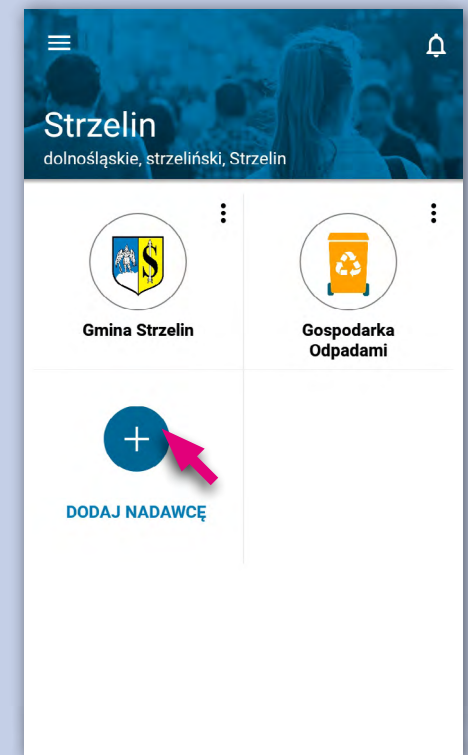 Strzelin
dolnośląskie, strzeliński, Strzelin
Gmina Strzelin
Gospodarka
Odpadami
DODAJ NADAWCĘ